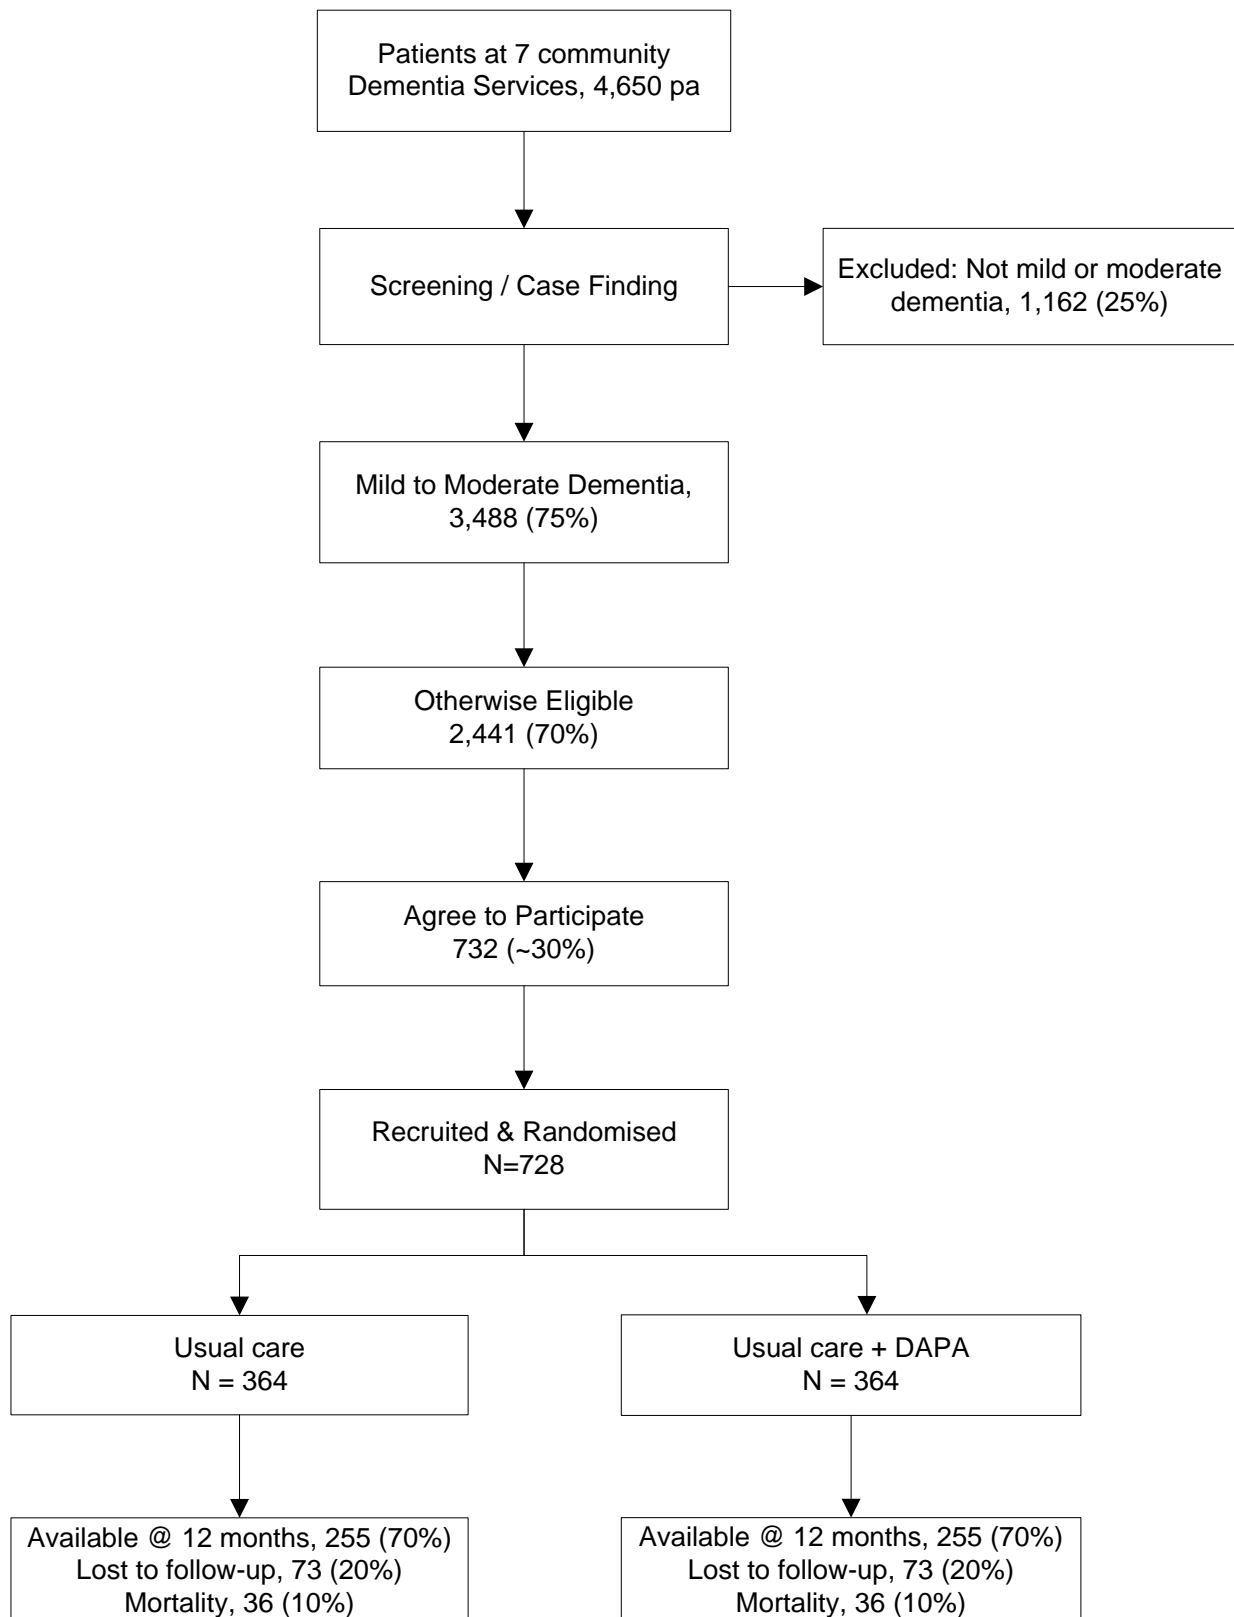 Patients at 7 community
Dementia Services, 4,650 pa
Screening / Case Finding
Excluded: Not mild or moderate
dementia, 1,162 (25%)
Mild to Moderate Dementia,
3,488 (75%)
Otherwise Eligible
2,441 (70%)
Agree to Participate
732 (~30%)
Recruited & Randomised
N=728
Usual care
N = 364
Usual care + DAPA
N = 364
Available @ 12 months, 255 (70%)
Lost to follow-up, 73 (20%)
Mortality, 36 (10%)
Available @ 12 months, 255 (70%)
Lost to follow-up, 73 (20%)
Mortality, 36 (10%)